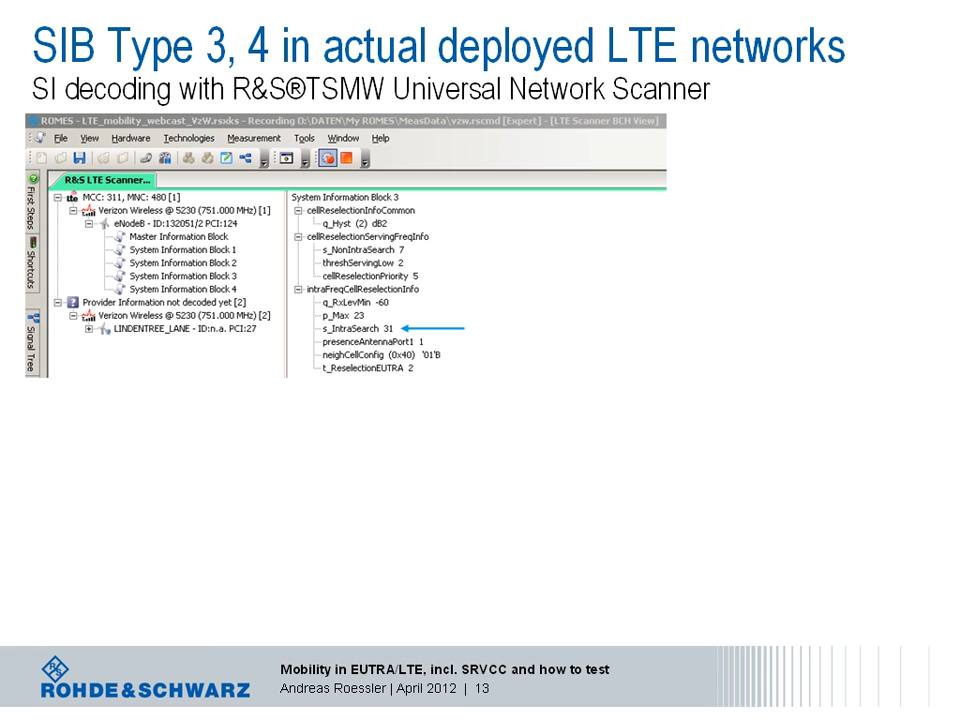 SIB Type 3, 4 in actual deployed LTE networks
SI decoding with R&S®TSMW Universal Network Scanner
ROMES - LTE_mobility_webcast_VzW.rsxks - Recording O:\DATEN\My ROMES\MeasData\vzw.rscmd [Expert] - [LTE Scanner BCH View]
File View Hardware Technologies Measurement Tools Window Help
R&S LTE Scanner...
First Steps
Shortcuts
Signal Tree
lte MCC: 311, MNC: 480 [1]
Verizon Wireless @ 5230 (751.000 MHz) [1]
eNodeB - ID:132051/2 PCI:124
Master Information Block
System Information Block 1
System Information Block 2
System Information Block 3
System Information Block 4
Provider Information not decoded yet [2]
Verizon Wireless @ 5230 (751.000 MHz) [2]
LINDENTREE_LANE - ID:n.a. PCI:27
System Information Block 3
cellReselectionInfoCommon
q_Hyst (2) dB2
cellReselectionServingFreqInfo
s_NonIntraSearch 7
threshServingLow 2
cellReselectionPriority 5
intraFreqCellReselectionInfo
q_RxLevMin -60
p_Max 23
s_IntraSearch 31
presenceAntennaPort1 1
neighCellConfig (0x40) '01'B
t_ReselectionEUTRA 2
R&S
ROHDE&SCHWARZ
Mobility in EUTRA/LTE, incl. SRVCC and how to test
Andreas Roessler | April 2012 | 13